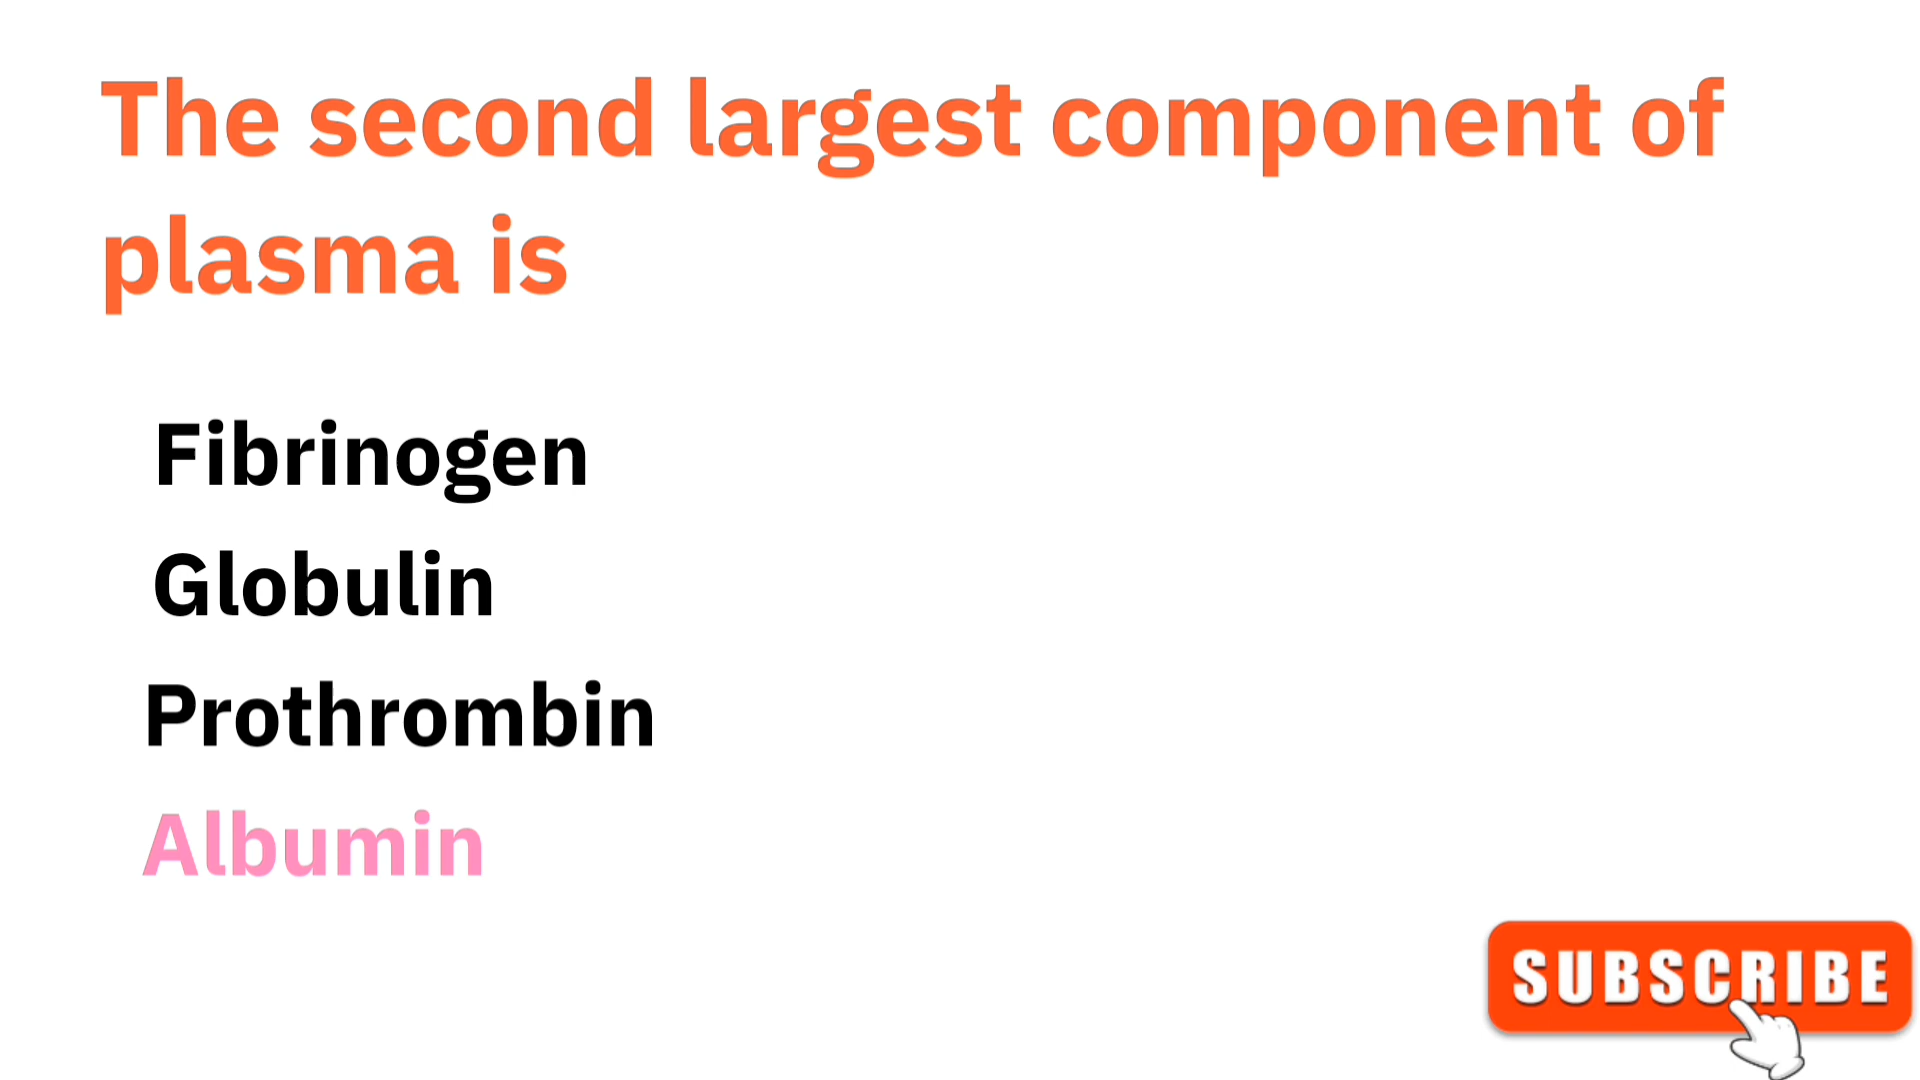 The second largest component of
plasma is
Fibrinogen
Globulin
Prothrombin
Albumin
SUBSCRIBE